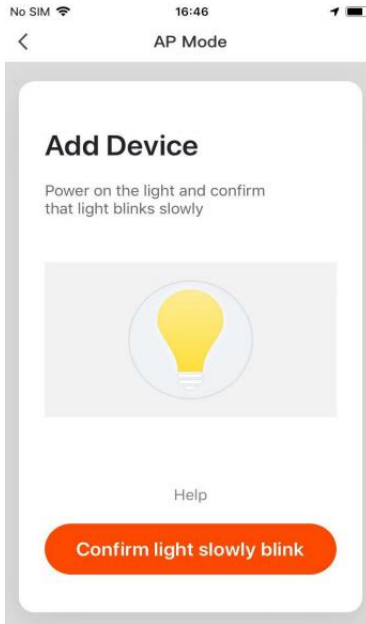 No SIM 16:46
AP Mode
Add Device
Power on the light and confirm
that light blinks slowly
Help
Confirm light slowly blink